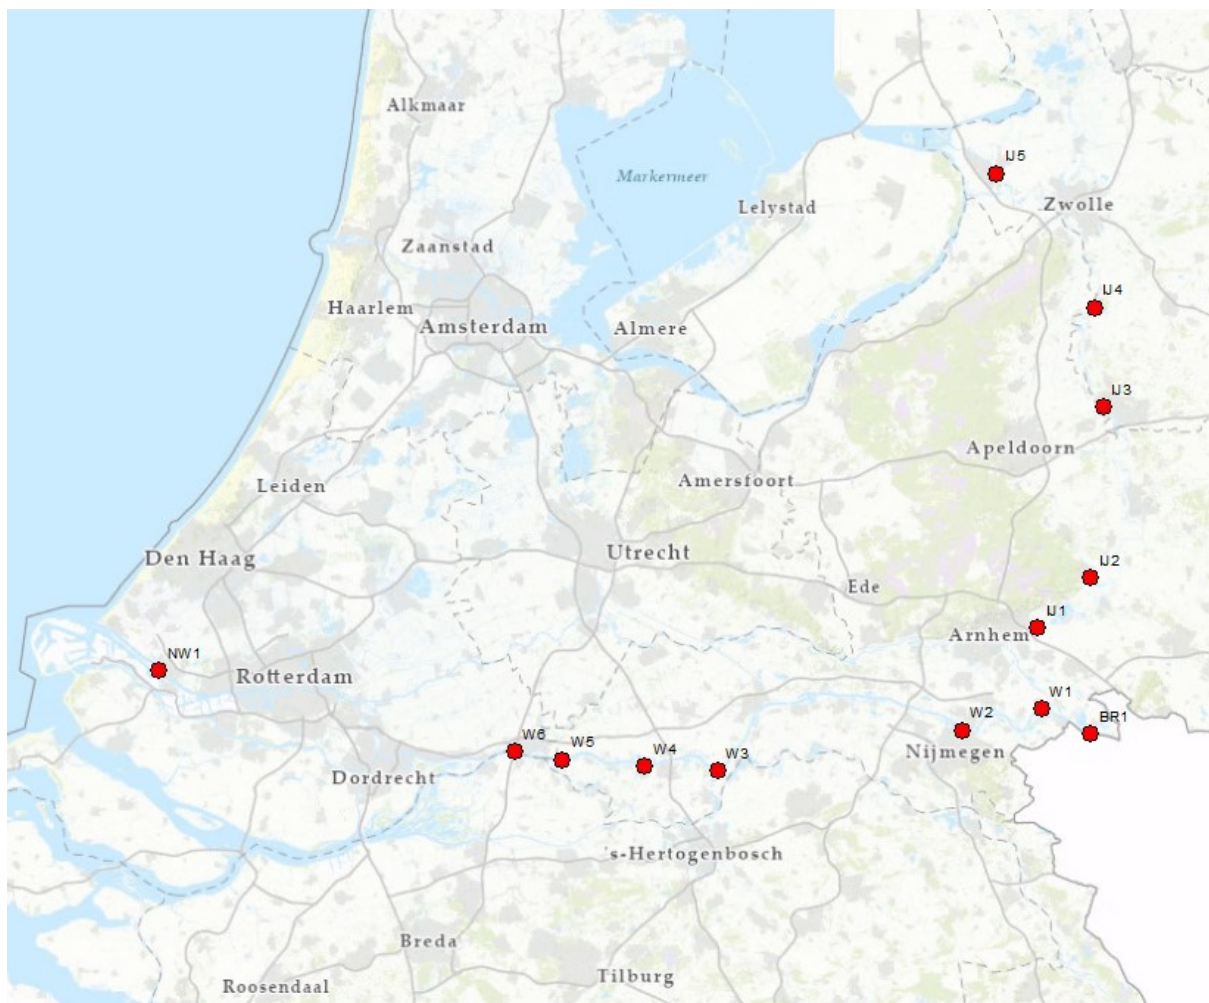 Alkmaar
Markermeer
IJ5
Lelystad
Zwolle
Zaanstad
IJ4
Haarlem
Amsterdam
Almere
IJ3
Apeldoorn
Leiden
Amersfoort
Den Haag
Utrecht
IJ2
Ede
IJ1
Arnhem
NW1
Rotterdam
W1
W2
BR1
W6
W5
W4
W3
Nijmegen
Dordrecht
's-Hertogenbosch
Breda
Tilburg
Roosendaal